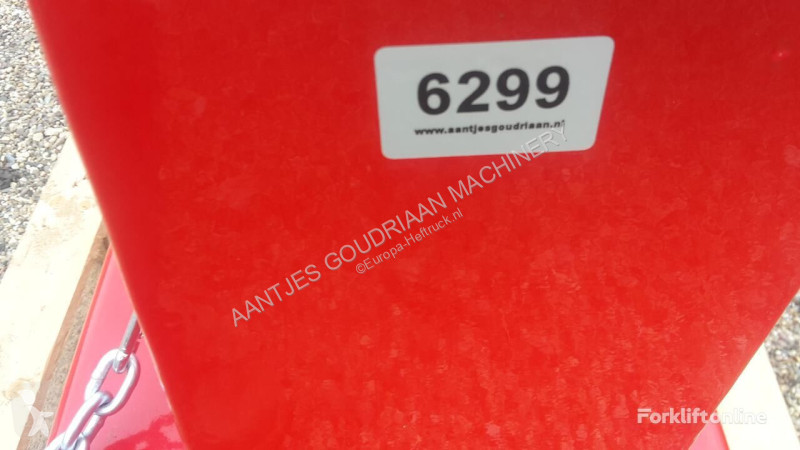 6299
www.aantjesgoudriaan.nl
AANTJES GOUDRIAAN MACHINERY
©Europa-Heftruck.nl
Forkliftonline